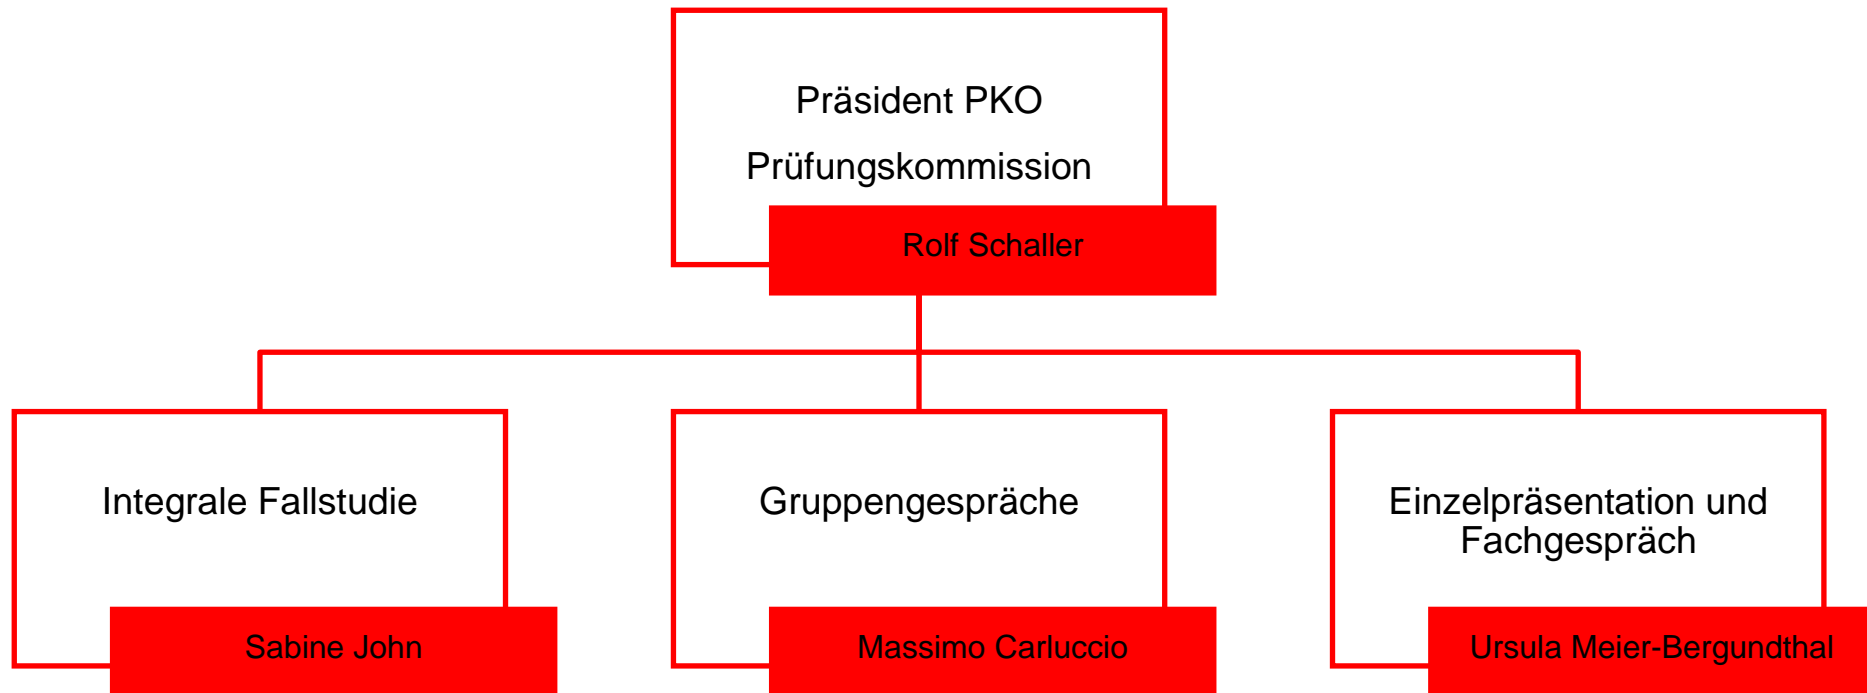 Präsident PKO
Prüfungskommission
Rolf Schaller
Integrale Fallstudie
Sabine John
Gruppengespräche
Massimo Carluccio
Einzelpräsentation und
Fachgespräch
Ursula Meier-Bergundthal